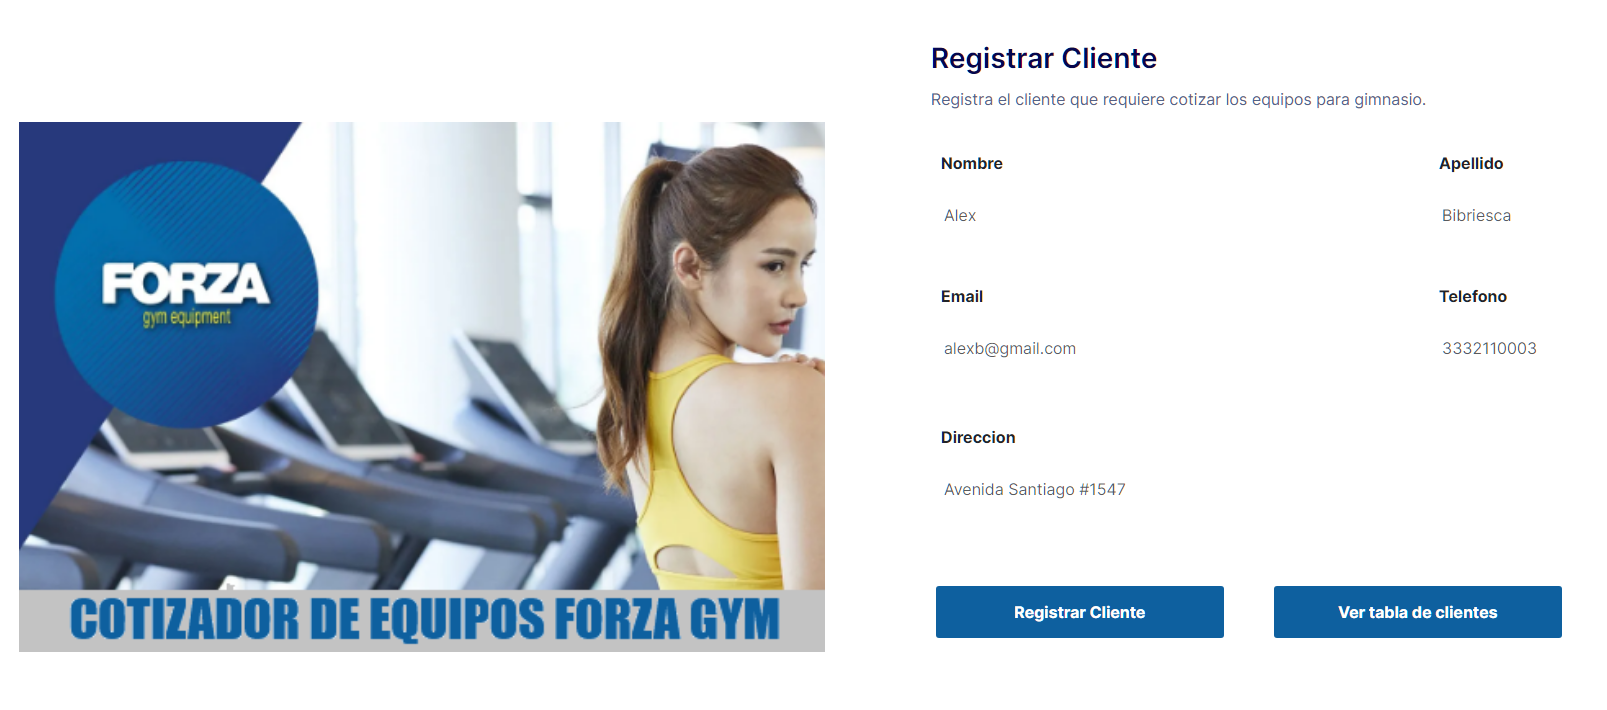 FORZA
gym equipment
COTIZADOR DE EQUIPOS FORZA GYM
Registrar Cliente
Registra el cliente que requiere cotizar los equipos para gimnasio.
Nombre
Apellido
Alex
Bibriesca
Email
Telefono
alexb@gmail.com
3332110003
Direccion
Avenida Santiago #1547
Registrar Cliente
Ver tabla de clientes